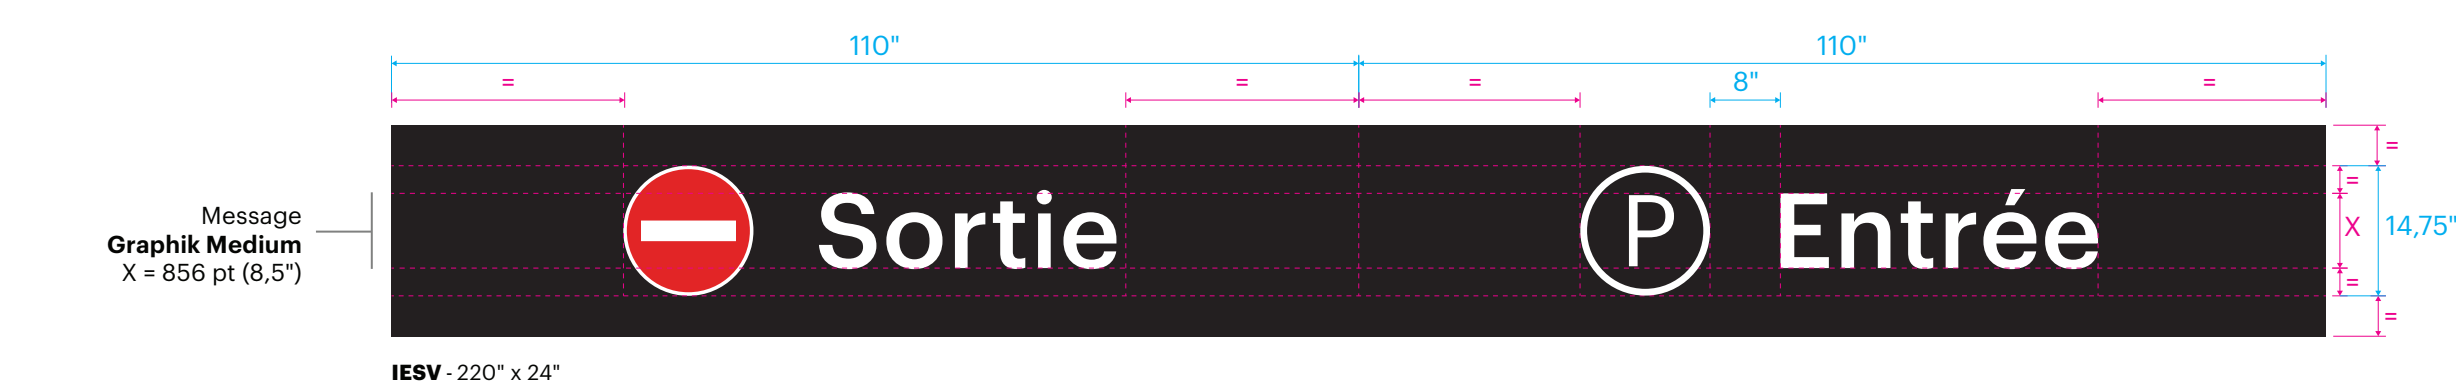 110" 110"
= = = 8" =
=
=
Message
Graphik Medium
X = 856 pt (8,5")
Sortie P Entrée
X 14,75"
=
=
IESV - 220" x 24"